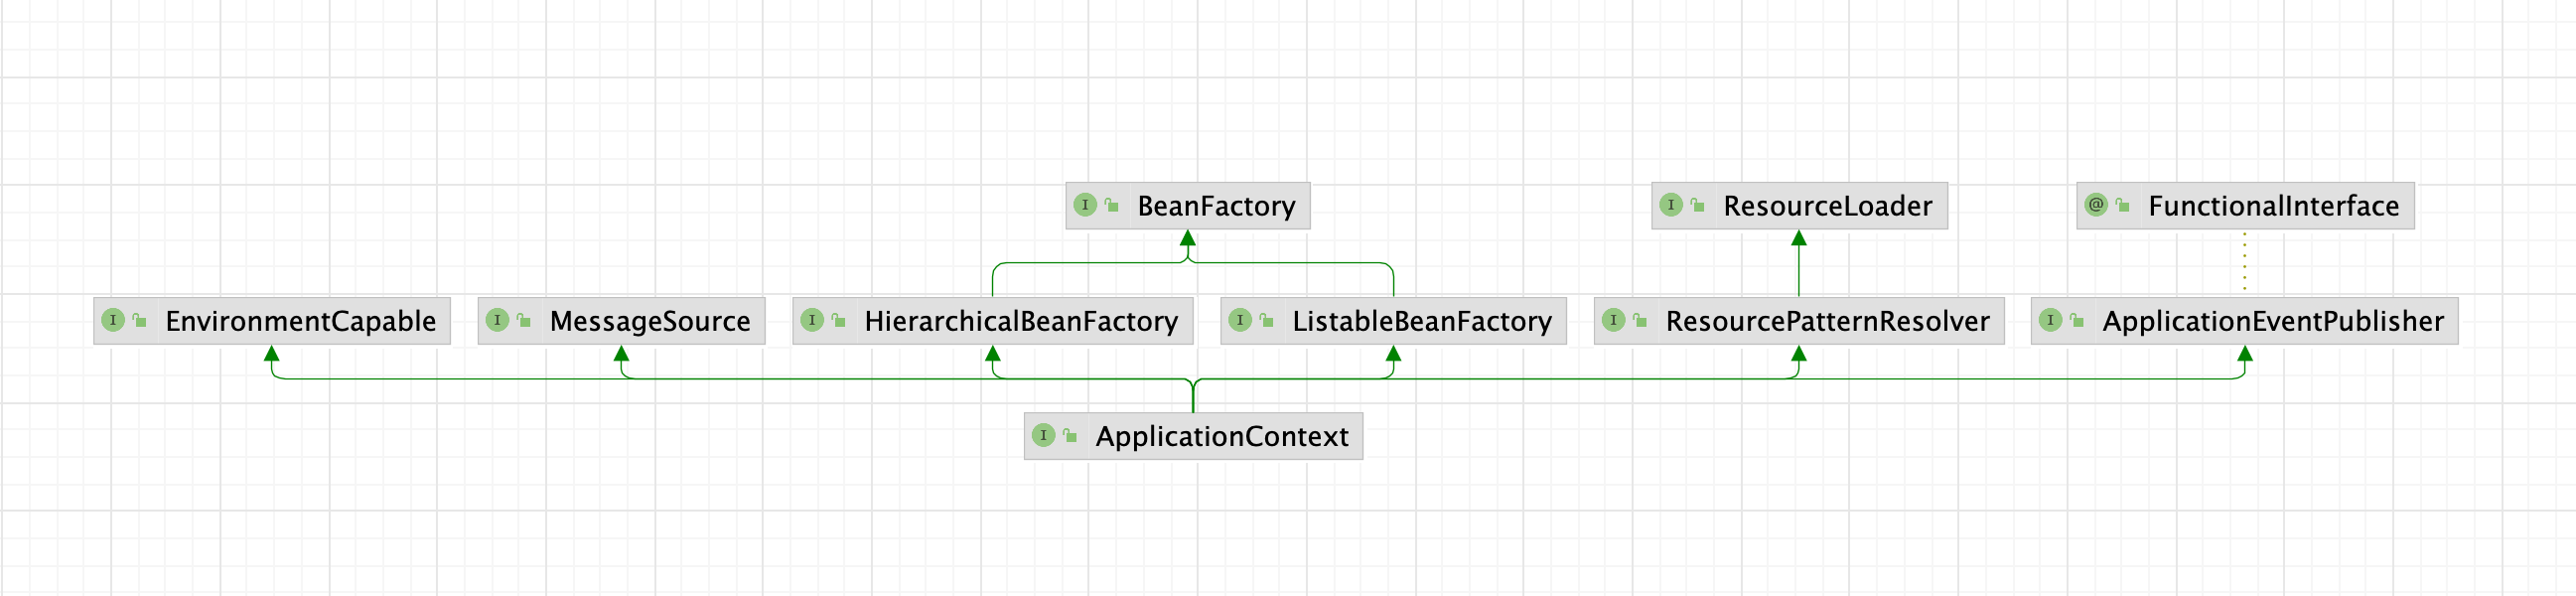 @ FunctionalInterface
I BeanFactory
I ResourceLoader
I EnvironmentCapable
I MessageSource
I HierarchicalBeanFactory
I ListableBeanFactory
I ResourcePatternResolver
I ApplicationEventPublisher
I ApplicationContext